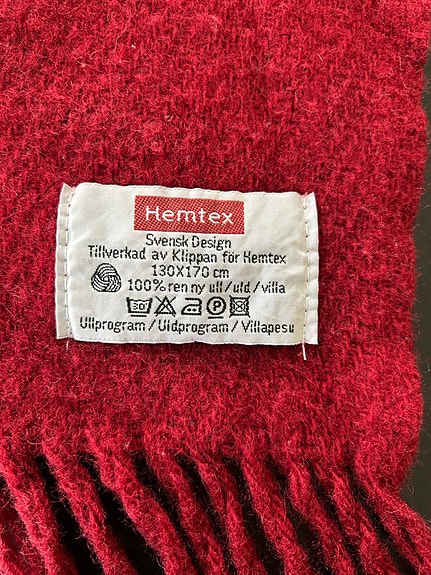 Hemtex
Svensk Design
Tillverkad av Klippan för Hemtex
130X170 cm
100% ren ny ull/uld/villa
P
Ullprogram/Uldprogram/Villapesu